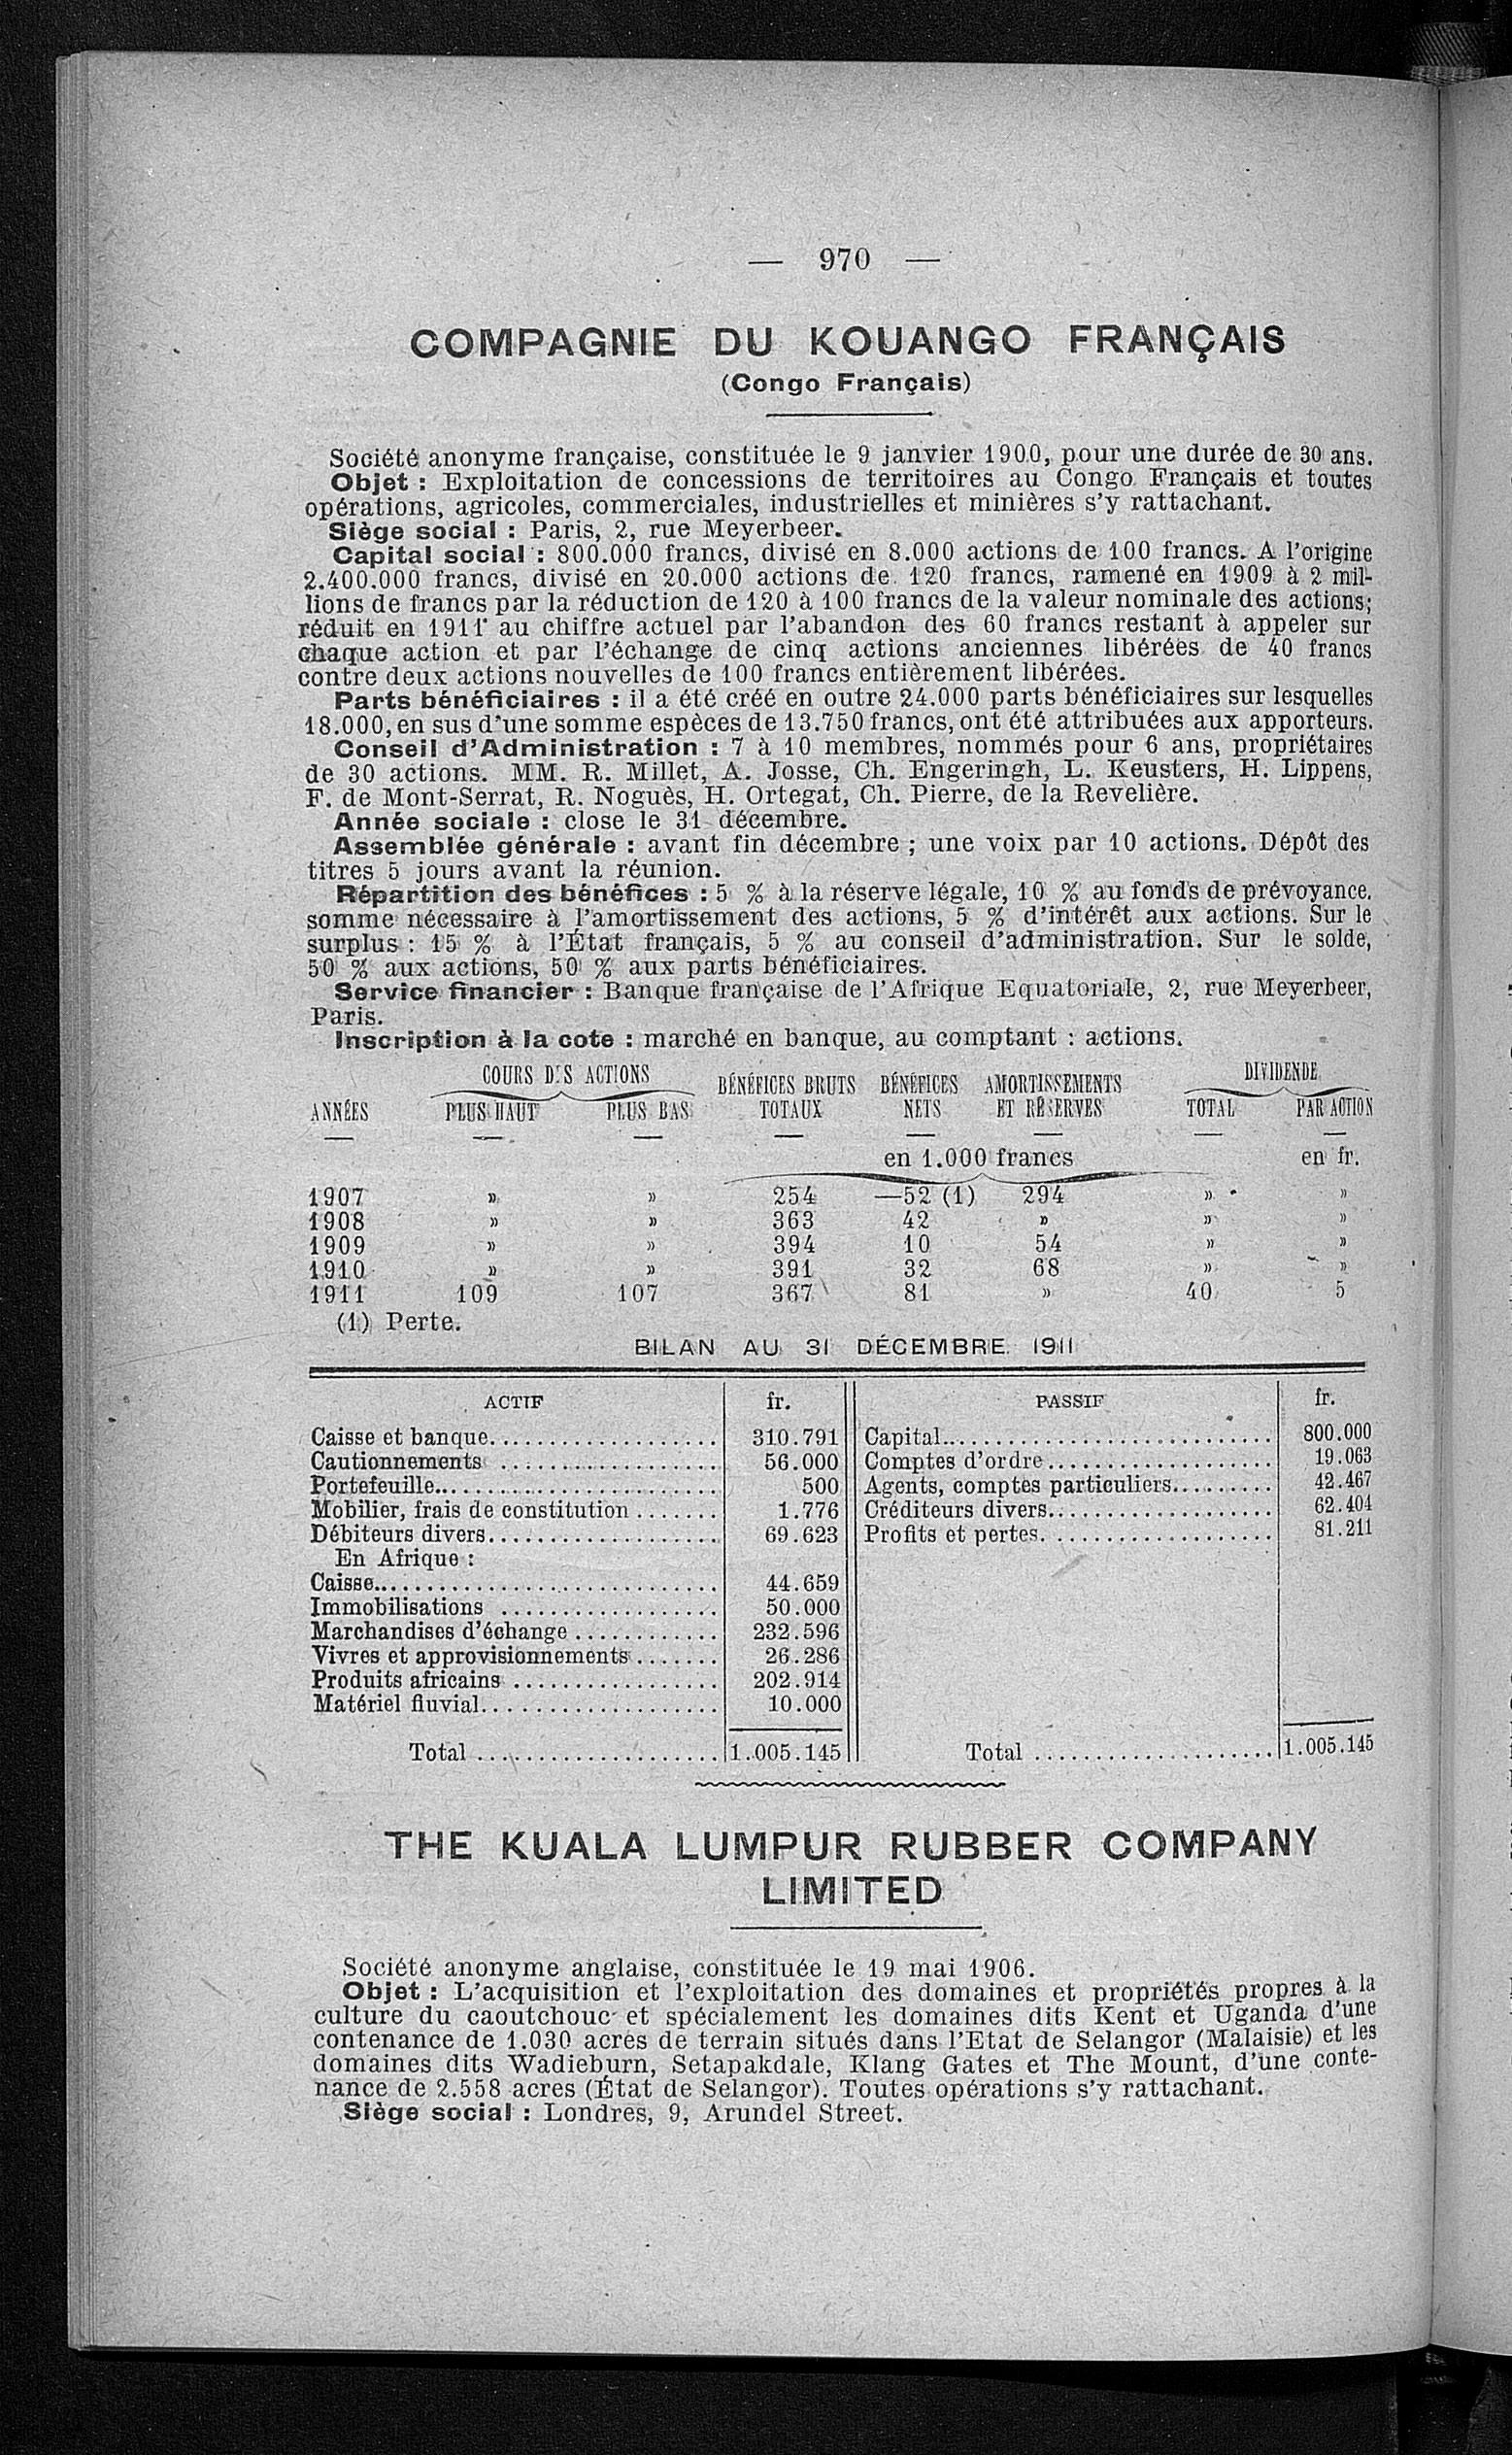 — 970 —
COMPAGNIE DU KOUANGO FRANÇAIS
(Congo Français)
Société anonyme française, constituée le 9 janvier 1900, pour une durée de 30 ans.
Objet : Exploitation de concessions de territoires au Congo Français et toutes
opérations, agricoles, commerciales, industrielles et minières s'y rattachant.
Siège social : Paris, 2, rue Meyerbeer.
Capital social : 800.000 francs, divisé en 8.000 actions de 100 francs. A l'origine
2.400.000 francs, divisé en 20.000 actions de 120 francs, ramené en 1909 à 2 mil-
lions de francs par la réduction de 120 à 100 francs de la valeur nominale des actions;
réduit en 1911 au chiffre actuel par l'abandon des 60 francs restant à appeler sur
chaque action et par l'échange de cinq actions anciennes libérées de 40 francs
contre deux actions nouvelles de 100 francs entièrement libérées.
Parts bénéficiaires : il a été créé en outre 24.000 parts bénéficiaires sur lesquelles
18.000, en sus d'une somme espèces de 13.750 francs, ont été attribuées aux apporteurs.
Conseil d'Administration : 7 à 10 membres, nommés pour 6 ans, propriétaires
de 30 actions. MM. R. Millet, A. Josse, Ch. Engeringh, L. Keusters, H. Lippens,
F. de Mont-Serrat, R. Noguès, H. Ortegat, Ch. Pierre, de la Revelière.
Année sociale : close le 31 décembre.
Assemblée générale : avant fin décembre ; une voix par 10 actions. Dépôt des
titres 5 jours avant la réunion.
Répartition des bénéfices : 5 % à la réserve légale, 10 % au fonds de prévoyance,
somme nécessaire à l'amortissement des actions, 5 % d'intérêt aux actions. Sur le
surplus : 15 % à l'État français, 5 % au conseil d'administration. Sur le solde,
50 % aux actions, 50 % aux parts bénéficiaires.
Service financier : Banque française de l'Afrique Equatoriale, 2, rue Meyerbeer,
Paris.
Inscription à la cote : marché en banque, au comptant : actions.
COURS D:S ACTIONS DIVIDENDE
BÉNÉFICES BRUTS BÉNÉFICES AMORTISSEMENTS
ANNÉES PLUS HAUT PLUS BAS TOTAUX NETS ET RÉSERVES TOTAL PAR ACTION
en 1.000 francs en fr.
1907 » » 254 —52 (1) 294 » »
1908 » » 363 42 » » »
1909 » » 394 10 54 » »
1910 » » 391 32 68 » »
1911 109 107 367 81 » 40 5
(1) Perte.
BILAN AU 31 DÉCEMBRE 1911
ACTIF fr. PASSIF fr.
Caisse et banque................... 310.791 Capital............................ 800.000
Cautionnements .................. 56.000 Comptes d'ordre................... 19.063
Portefeuille........................ 500 Agents, comptes particuliers......... 42.467
Mobilier, frais de constitution ....... 1.776 Créditeurs divers................... 62.404
Débiteurs divers................... 69.623 Profits et pertes................... 81.211
En Afrique :
Caisse............................. 44.659
Immobilisations .................. 50.000
Marchandises d'échange ............ 232.596
Vivres et approvisionnements ....... 26.286
Produits africains ................. 202.914
Matériel fluvial.................... 10.000
Total .................... 1.005.145 Total .................... 1.005.145
THE KUALA LUMPUR RUBBER COMPANY
LIMITED
Société anonyme anglaise, constituée le 19 mai 1906.
Objet : L'acquisition et l'exploitation des domaines et propriétés propres à la
culture du caoutchouc et spécialement les domaines dits Kent et Uganda d'une
contenance de 1.030 acres de terrain situés dans l'Etat de Selangor (Malaisie) et les
domaines dits Wadieburn, Setapakdale, Klang Gates et The Mount, d'une conte-
nance de 2.558 acres (État de Selangor). Toutes opérations s'y rattachant.
Siège social : Londres, 9, Arundel Street.